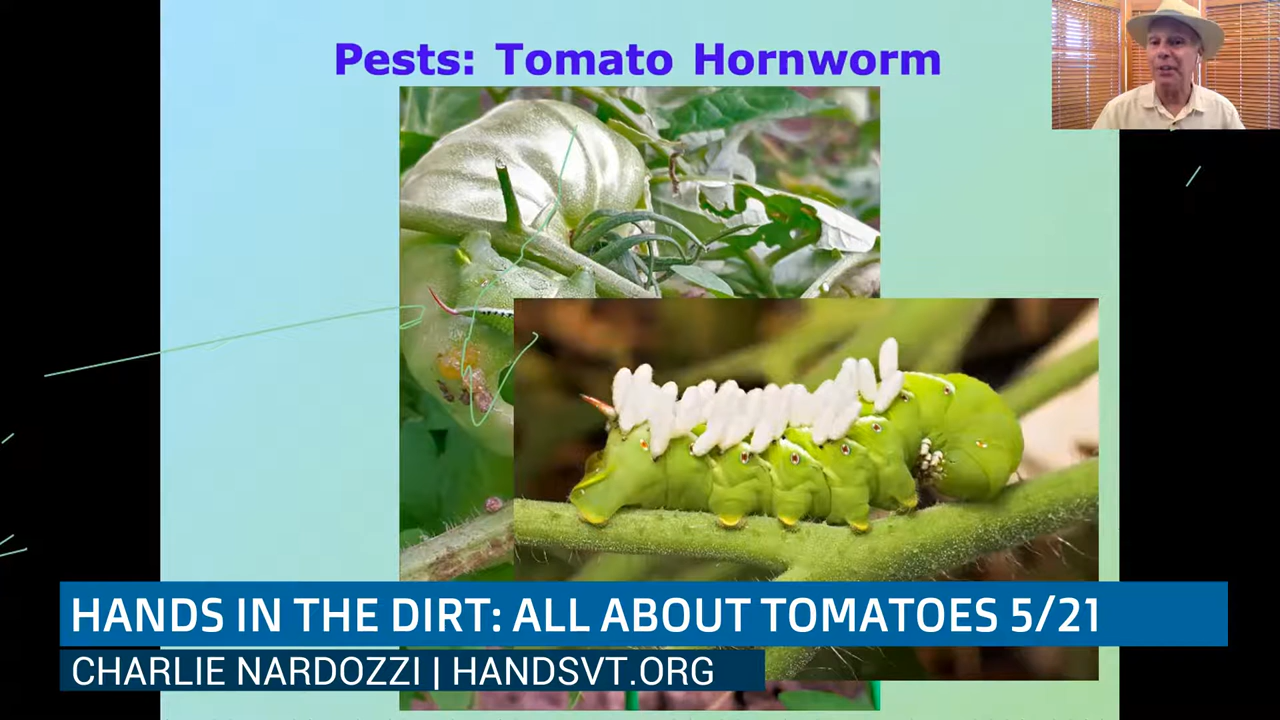 Pests: Tomato Hornworm
HANDS IN THE DIRT: ALL ABOUT TOMATOES 5/21
CHARLIE NARDOZZI | HANDSVT.ORG